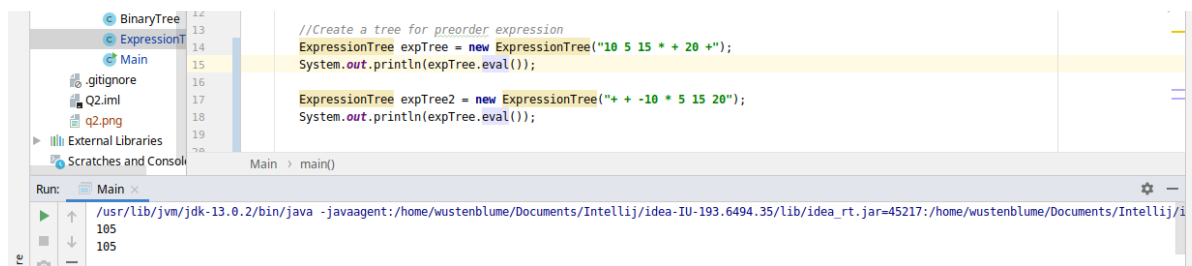 BinaryTree
ExpressionT
Main
.gitignore
Q2.iml
q2.png
External Libraries
Scratches and Consol
12
13 //Create a tree for preorder expression
14 ExpressionTree expTree = new ExpressionTree("10 5 15 * + 20 +");
15 System.out.println(expTree.eval());
16
17 ExpressionTree expTree2 = new ExpressionTree("+ + -10 * 5 15 20");
18 System.out.println(expTree.eval());
19
20
Main › main()
Run: Main ×
/usr/lib/jvm/jdk-13.0.2/bin/java -javaagent:/home/wustenblume/Documents/Intellij/idea-IU-193.6494.35/lib/idea_rt.jar=45217:/home/wustenblume/Documents/Intellij/i
105
105
re